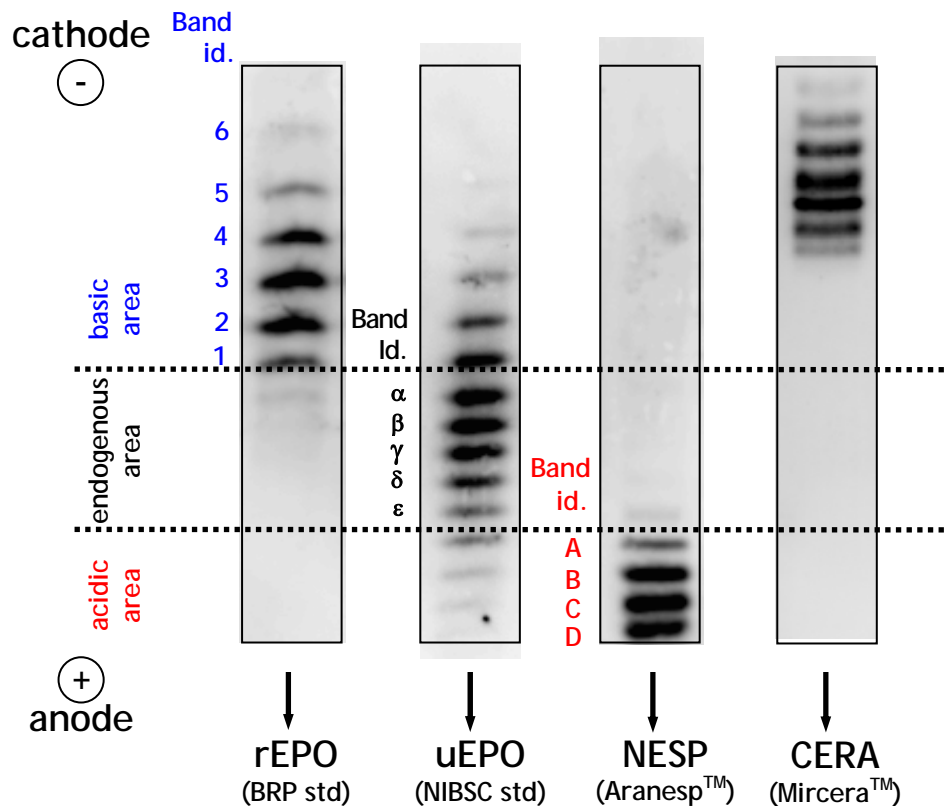 cathode
-
Band
id.
6
5
4
3
2
1
basic
area
Band
Id.
α
β
γ
δ
ε
endogenous
area
Band
id.
A
B
C
D
acidic
area
+
anode
rEPO
(BRP std)
uEPO
(NIBSC std)
NESP
(Aranesp™)
CERA
(Mircera™)